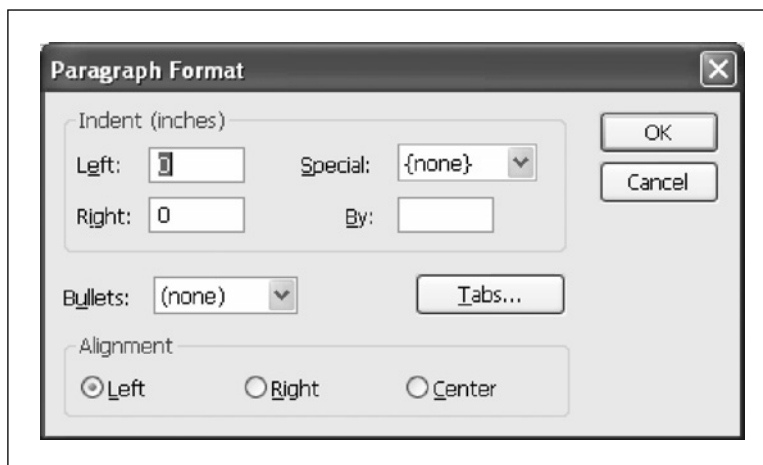 Paragraph Format
Indent (inches)
Left: 0 Special: {none}
Right: 0 By:
OK
Cancel
Bullets: (none) Tabs...
Alignment
Left Right Center